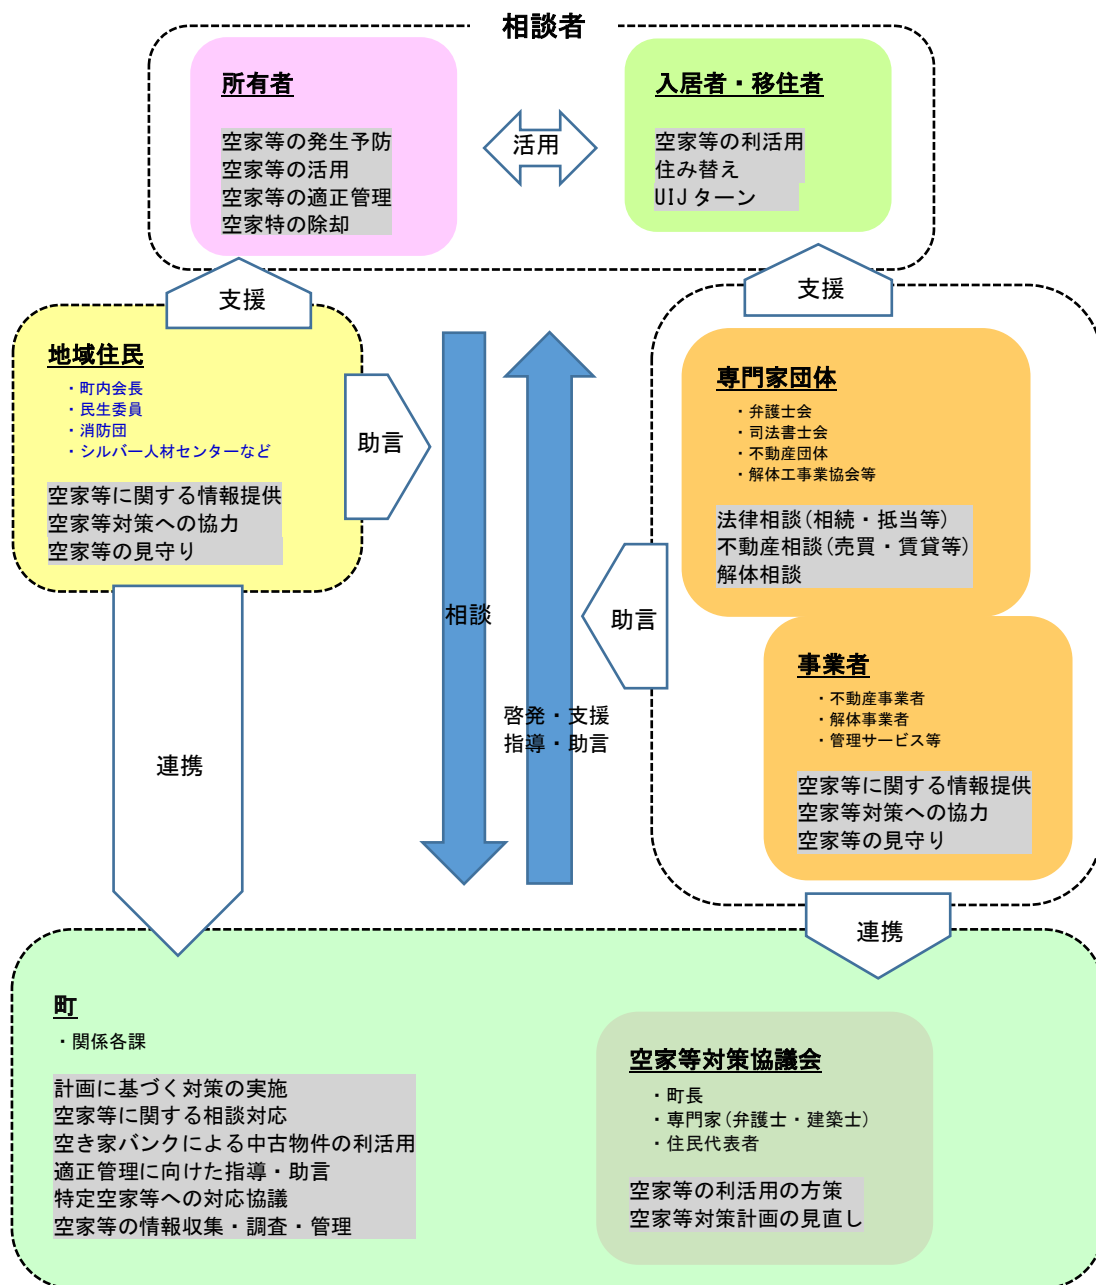 相談者
所有者
空家等の発生予防
空家等の活用
空家等の適正管理
空家特の除却
活用
入居者・移住者
空家等の利活用
住み替え
UIJターン
支援
支援
地域住民
・町内会長
・民生委員
・消防団
・シルバー人材センターなど
空家等に関する情報提供
空家等対策への協力
空家等の見守り
助言
専門家団体
・弁護士会
・司法書士会
・不動産団体
・解体工事業協会等
法律相談(相続・抵当等)
不動産相談(売買・賃貸等)
解体相談
相談
助言
啓発・支援
指導・助言
事業者
・不動産事業者
・解体事業者
・管理サービス等
空家等に関する情報提供
空家等対策への協力
空家等の見守り
連携
連携
町
・関係各課
計画に基づく対策の実施
空家等に関する相談対応
空き家バンクによる中古物件の利活用
適正管理に向けた指導・助言
特定空家等への対応協議
空家等の情報収集・調査・管理
空家等対策協議会
・町長
・専門家(弁護士・建築士)
・住民代表者
空家等の利活用の方策
空家等対策計画の見直し